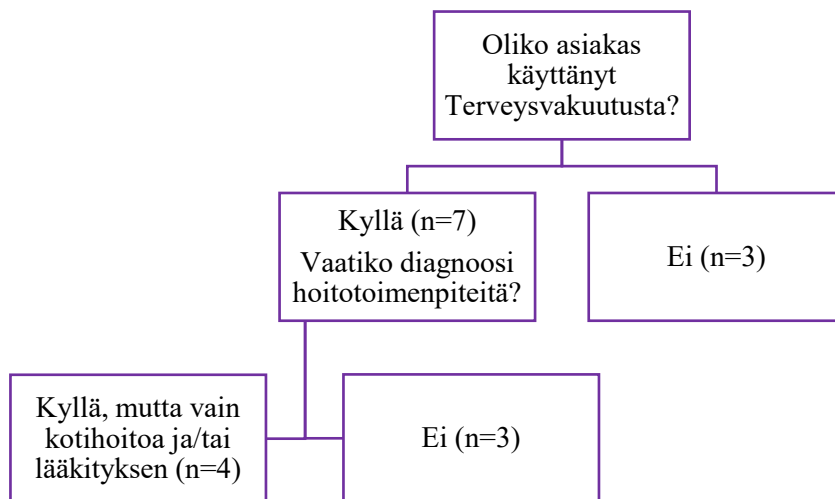 Oliko asiakas
käyttänyt
Terveysvakuutusta?
Kyllä (n=7)
Vaatiko diagnoosi
hoitotoimenpiteitä?
Ei (n=3)
Kyllä, mutta vain
kotihoitoa ja/tai
lääkityksen (n=4)
Ei (n=3)